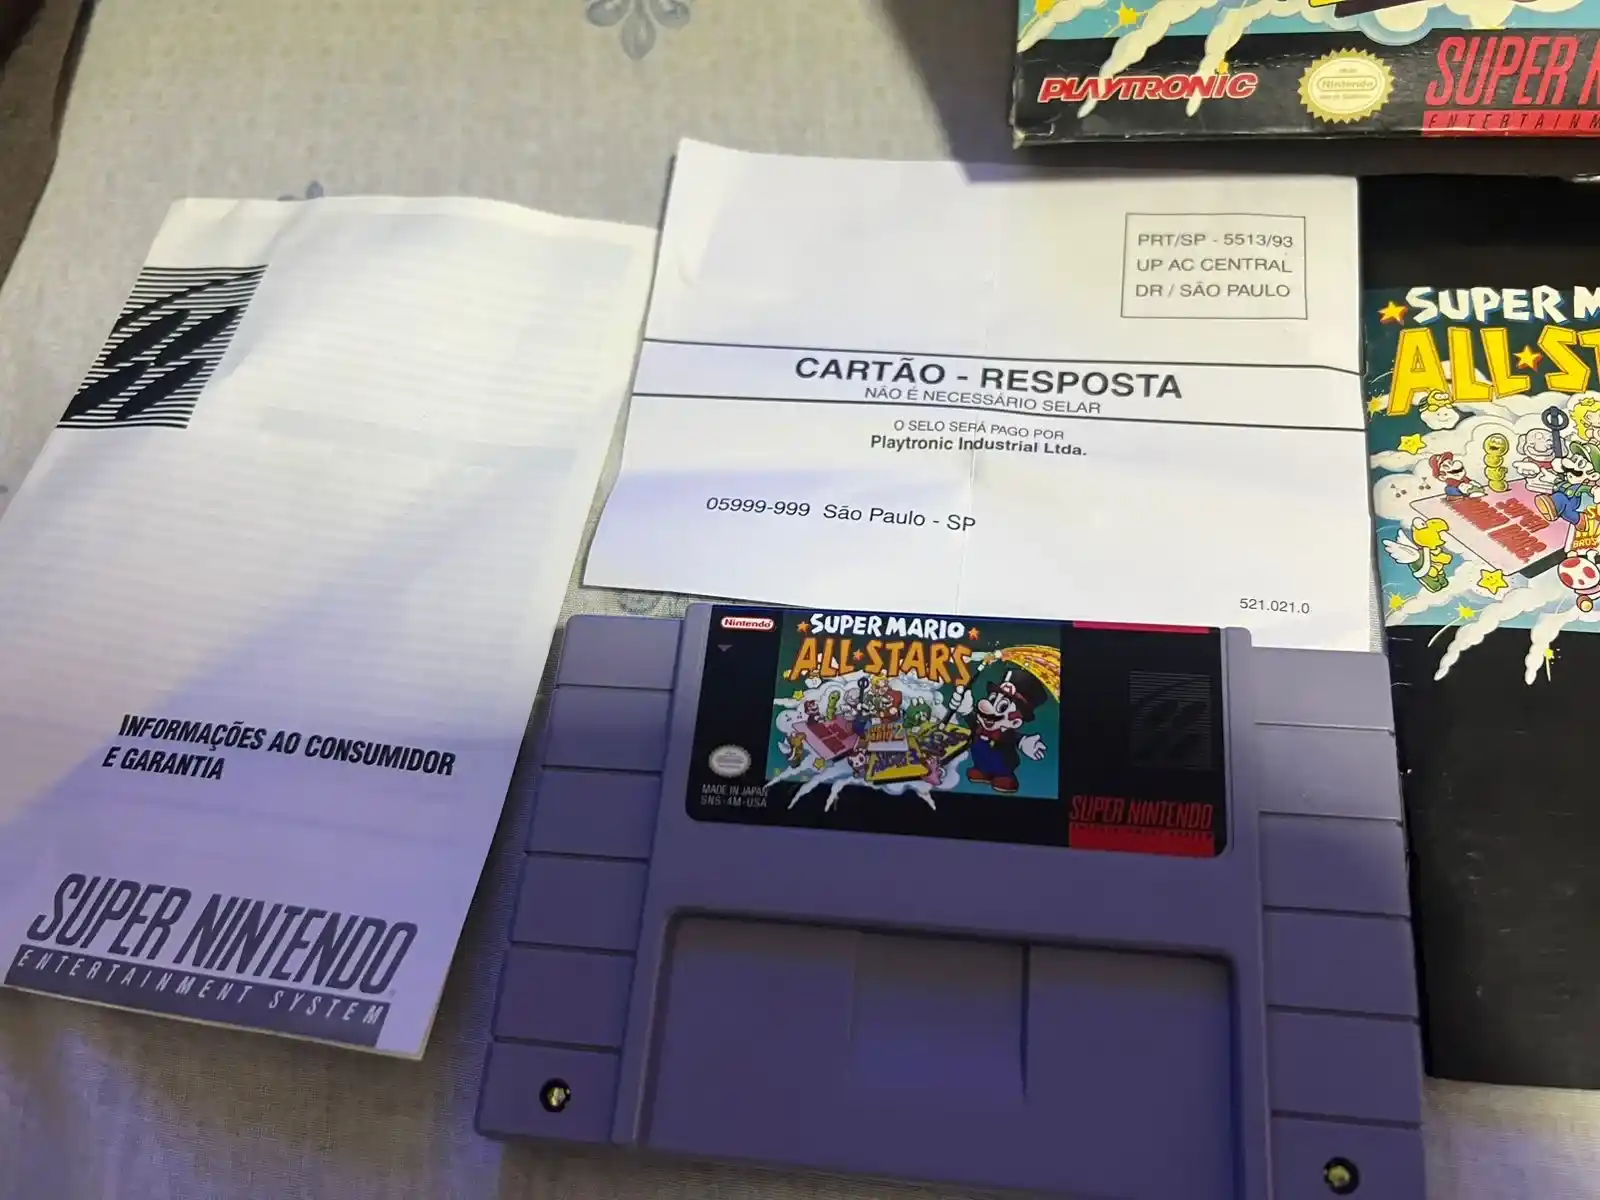 PLAYTRONIC
Nintendo
SUPER
ENTERTAINM
PRT/SP - 5513/93
UP AC CENTRAL
DR / SÃO PAULO
CARTÃO - RESPOSTA
NÃO É NECESSÁRIO SELAR
O SELO SERÁ PAGO POR
Playtronic Industrial Ltda.
05999-999 São Paulo - SP
521.021.0
SUPER M
ALL★ST
INFORMAÇÕES AO CONSUMIDOR
E GARANTIA
SUPER NINTENDO
ENTERTAINMENT SYSTEM
Nintendo
SUPER MARIO
ALL★STARS
MADE IN JAPAN
SNS-4M-USA
SUPER NINTENDO
ENTERTAINMENT SYSTEM